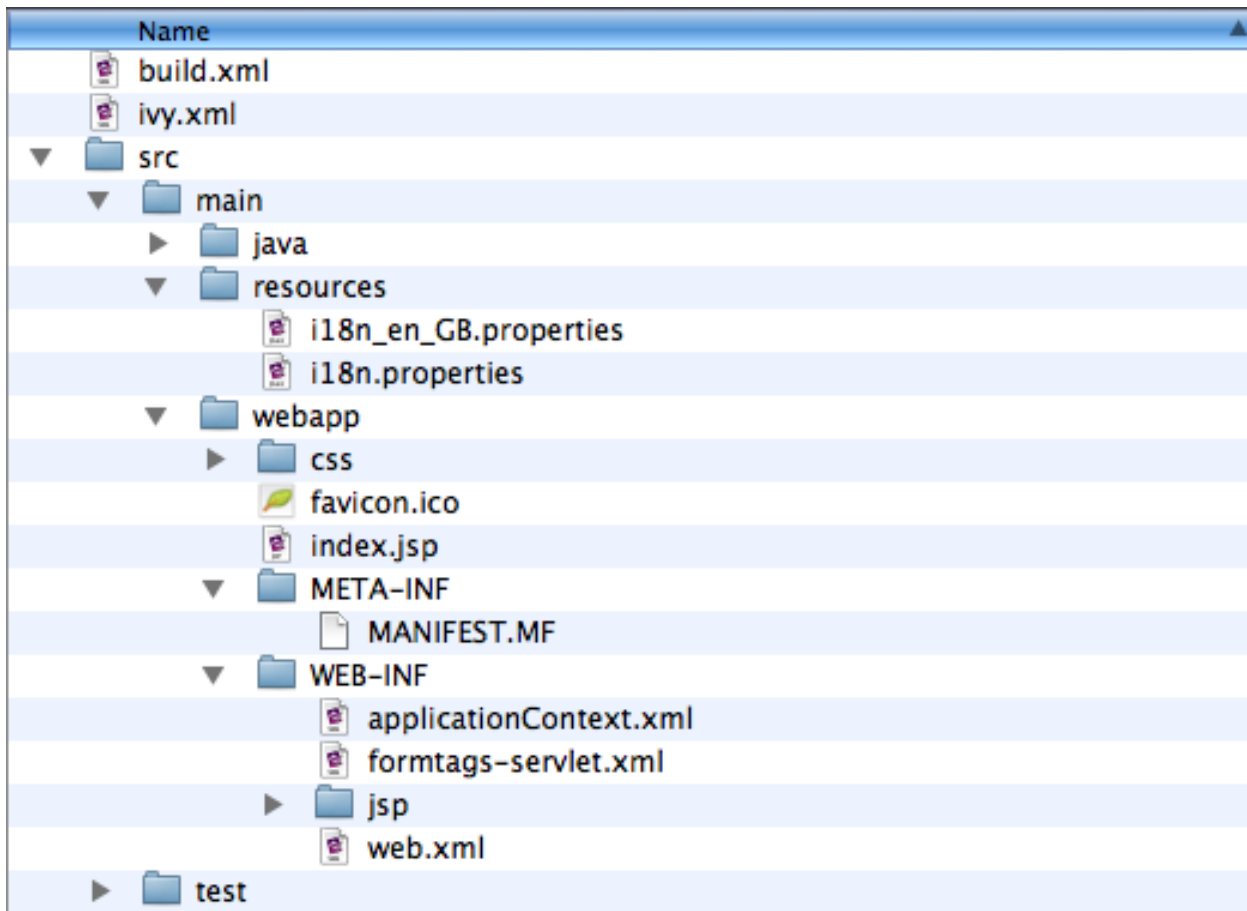 Name
build.xml
ivy.xml
src
main
java
resources
i18n_en_GB.properties
i18n.properties
webapp
css
favicon.ico
index.jsp
META-INF
MANIFEST.MF
WEB-INF
applicationContext.xml
formtags-servlet.xml
jsp
web.xml
test